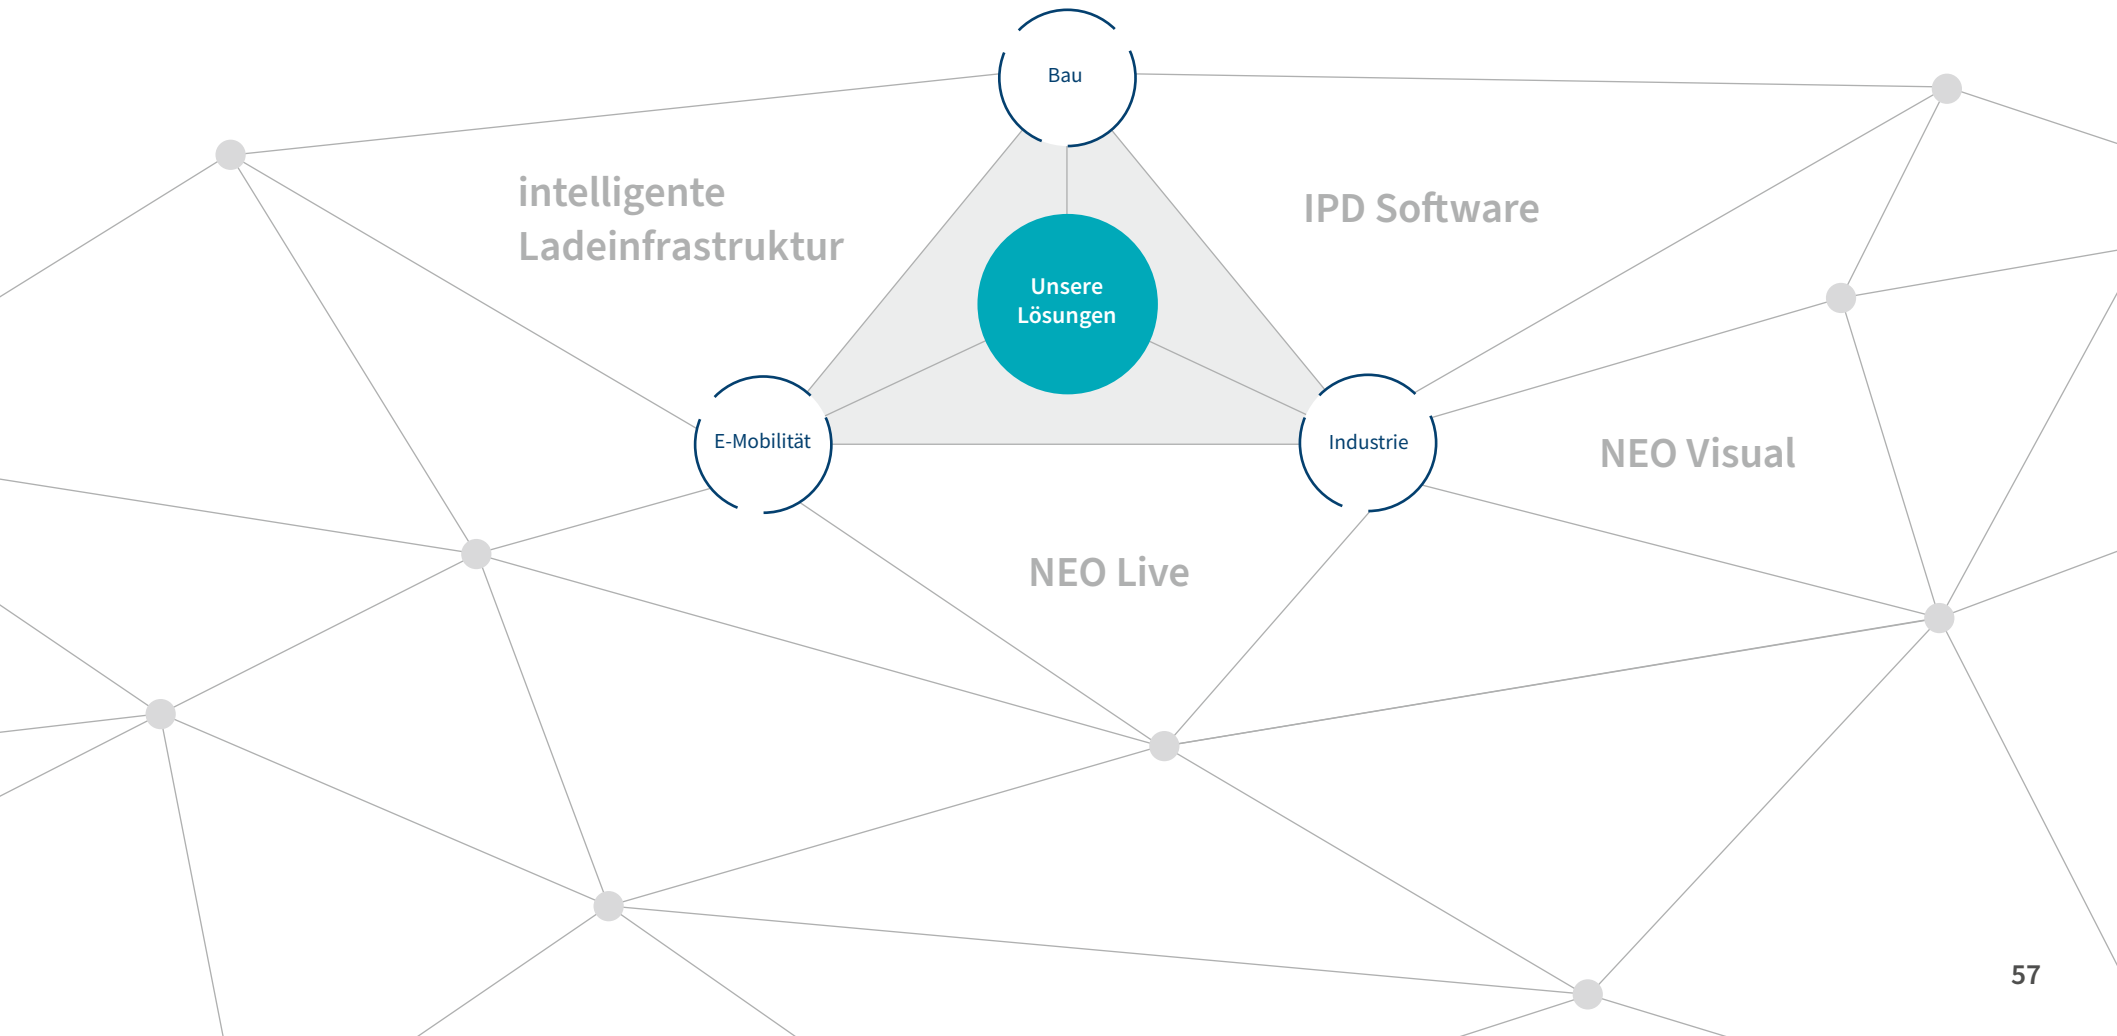 Bau
intelligente
Ladeinfrastruktur
IPD Software
Unsere
Lösungen
E-Mobilität
Industrie
NEO Visual
NEO Live
57